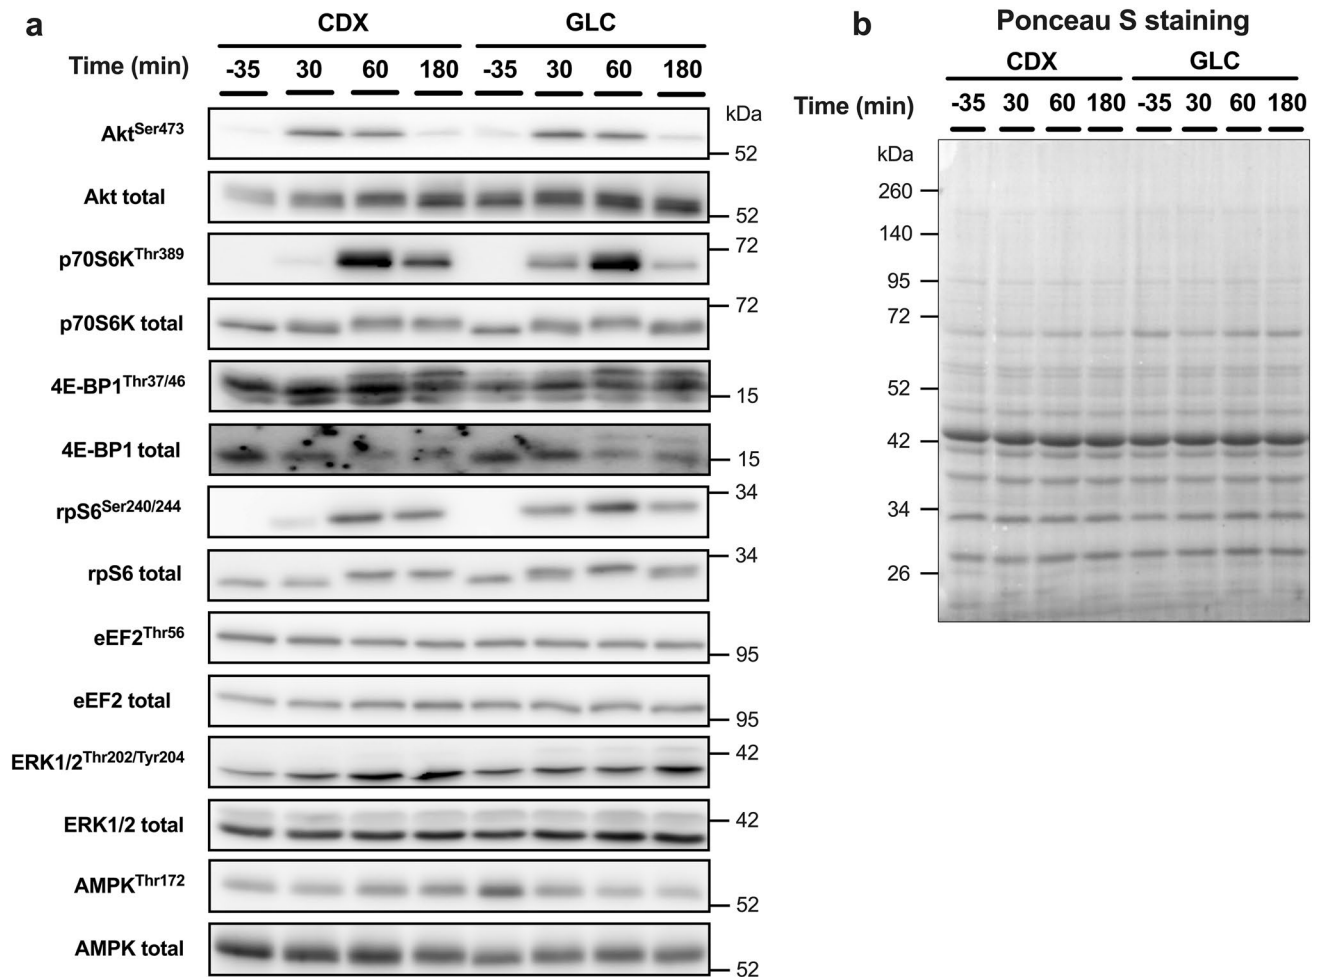 a
CDX GLC
Time (min) -35 30 60 180 -35 30 60 180
kDa
AktSer473
52
Akt total
52
p70S6KThr389
72
p70S6K total
72
4E-BP1Thr37/46
15
4E-BP1 total
15
rpS6Ser240/244
34
rpS6 total
34
eEF2Thr56
95
eEF2 total
95
ERK1/2Thr202/Tyr204
42
ERK1/2 total
42
AMPKThr172
52
AMPK total
52
b
Ponceau S staining
CDX GLC
Time (min) -35 30 60 180 -35 30 60 180
kDa
260
140
95
72
52
42
34
26